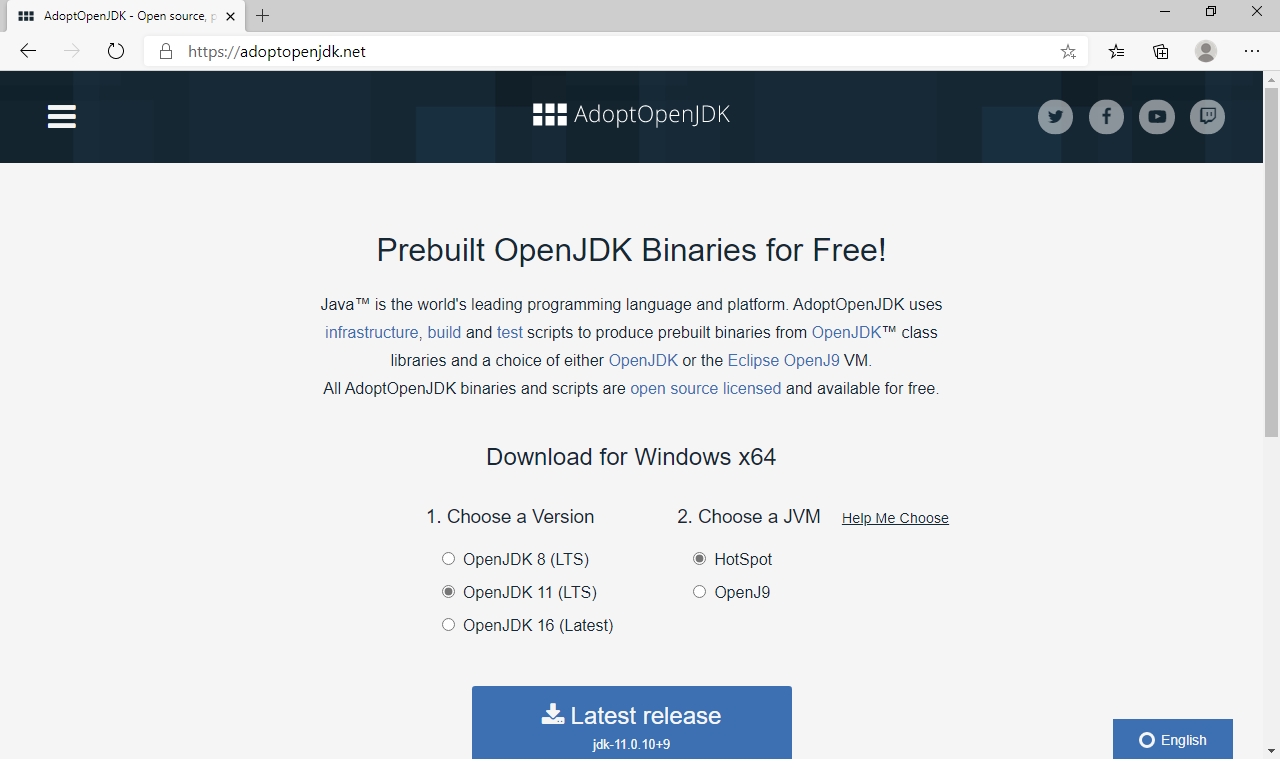 AdoptOpenJDK - Open source, p
https://adoptopenjdk.net
AdoptOpenJDK
Prebuilt OpenJDK Binaries for Free!
Java™ is the world's leading programming language and platform. AdoptOpenJDK uses
infrastructure, build and test scripts to produce prebuilt binaries from OpenJDK™ class
libraries and a choice of either OpenJDK or the Eclipse OpenJ9 VM.
All AdoptOpenJDK binaries and scripts are open source licensed and available for free.
Download for Windows x64
1. Choose a Version
2. Choose a JVM Help Me Choose
OpenJDK 8 (LTS)
HotSpot
OpenJDK 11 (LTS)
OpenJ9
OpenJDK 16 (Latest)
Latest release
jdk-11.0.10+9
English